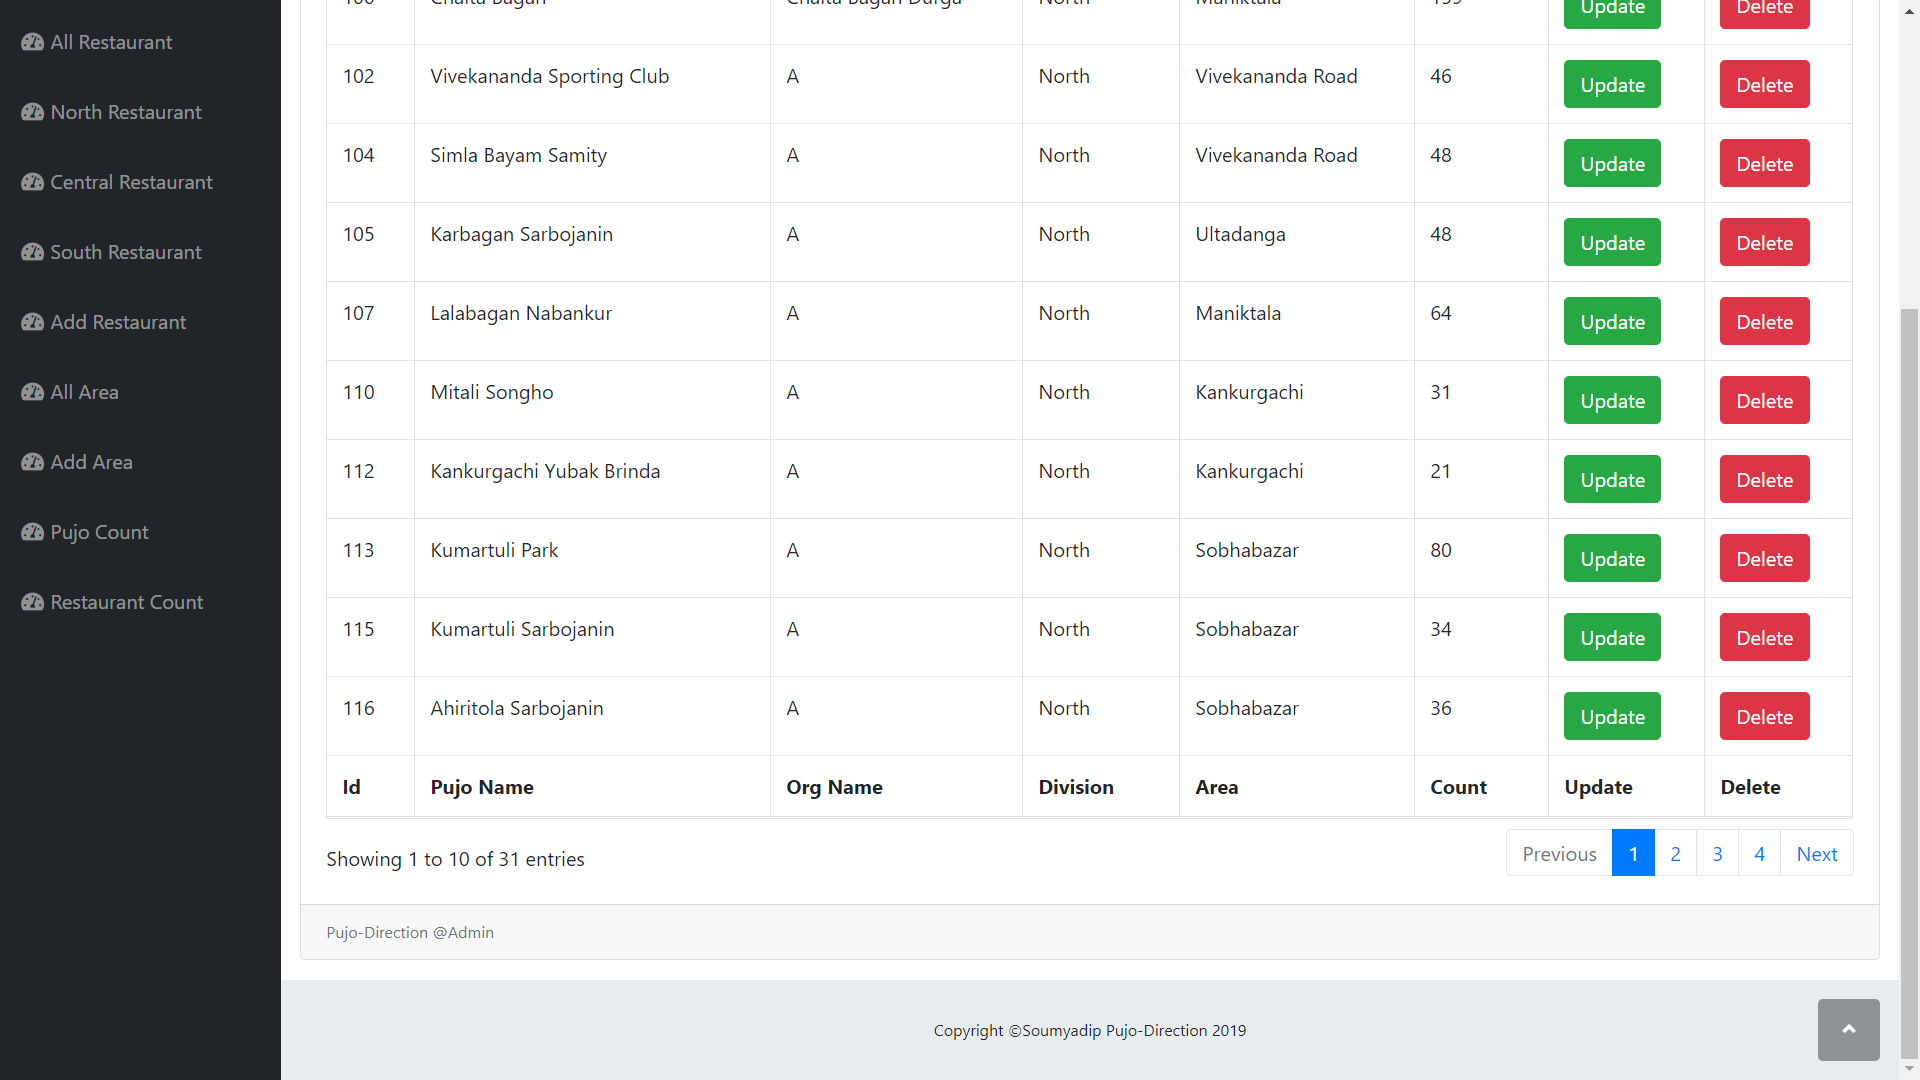 All Restaurant
North Restaurant
Central Restaurant
South Restaurant
Add Restaurant
All Area
Add Area
Pujo Count
Restaurant Count
Chalta Bagan Chalta Bagan Durga North Maniktala Update Delete
102 Vivekananda Sporting Club A North Vivekananda Road 46 Update Delete
104 Simla Bayam Samity A North Vivekananda Road 48 Update Delete
105 Karbagan Sarbojanin A North Ultadanga 48 Update Delete
107 Lalabagan Nabankur A North Maniktala 64 Update Delete
110 Mitali Songho A North Kankurgachi 31 Update Delete
112 Kankurgachi Yubak Brinda A North Kankurgachi 21 Update Delete
113 Kumartuli Park A North Sobhabazar 80 Update Delete
115 Kumartuli Sarbojanin A North Sobhabazar 34 Update Delete
116 Ahiritola Sarbojanin A North Sobhabazar 36 Update Delete
Id Pujo Name Org Name Division Area Count Update Delete
Showing 1 to 10 of 31 entries
Previous 1 2 3 4 Next
Pujo-Direction @Admin
Copyright ©Soumyadip Pujo-Direction 2019